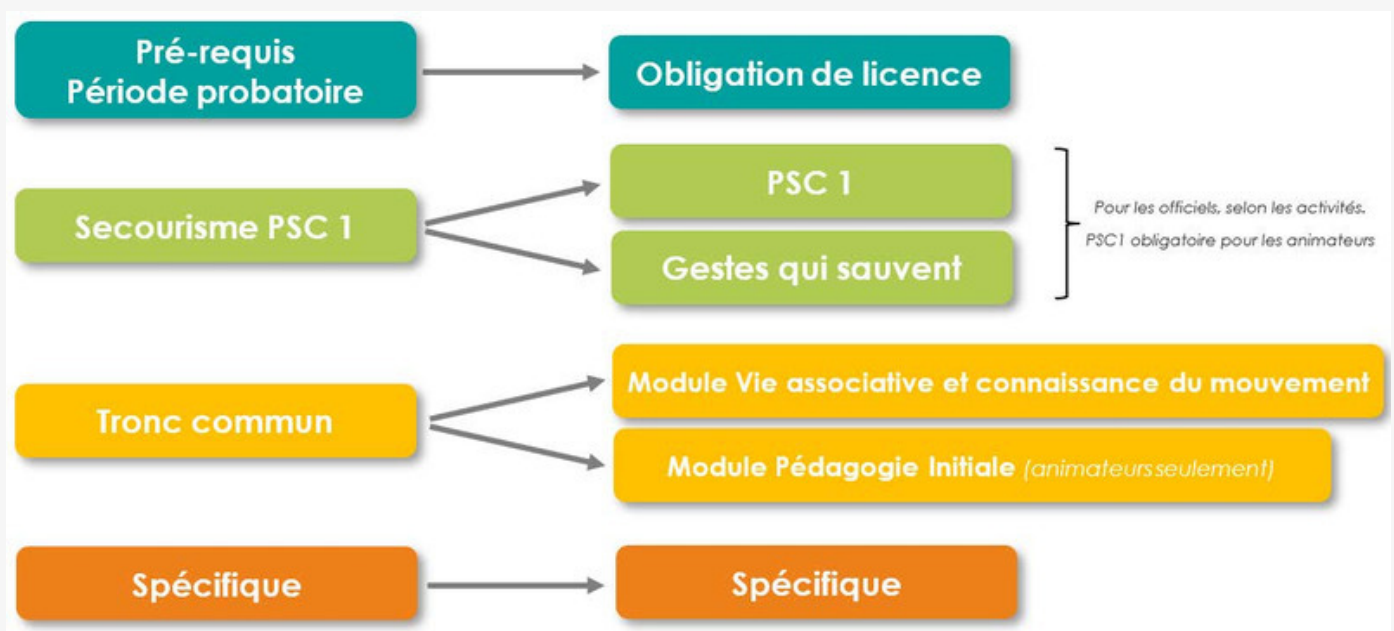 Pré-requis
Période probatoire
Obligation de licence
Secourisme PSC 1
PSC 1
Gestes qui sauvent
Pour les officiels, selon les activités.
PSC1 obligatoire pour les animateurs
Tronc commun
Module Vie associative et connaissance du mouvement
Module Pédagogie Initiale (animateurs seulement)
Spécifique
Spécifique